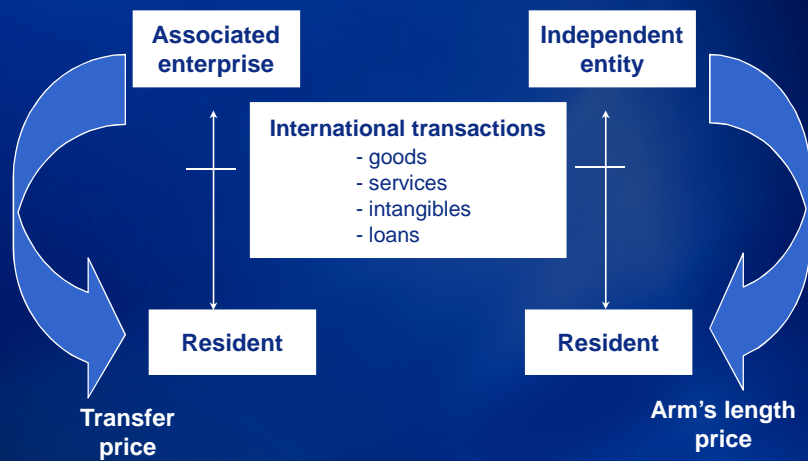 Associated
enterprise
Independent
entity
International transactions
- goods
- services
- intangibles
- loans
Resident
Resident
Transfer
price
Arm's length
price